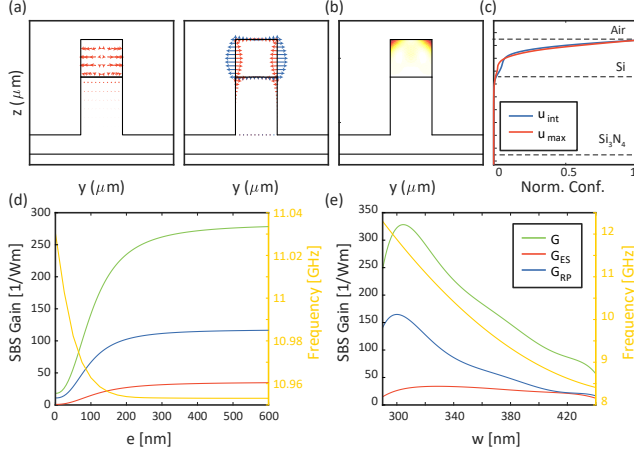 (a)
(b)
(c)
z (μm)
Air
Si
Si3N4
u int
u max
y (μm)
y (μm)
0
Norm. Conf.
1
(d)
(e)
SBS Gain [1/Wm]
300
250
200
150
100
50
0
0 100 200 300 400 500 600
e [nm]
11.04
11.02
11
10.98
10.96
Frequency [GHz]
SBS Gain [1/Wm]
350
300
250
200
150
100
50
0
300 340 380 420
w [nm]
G
GES
GRP
12
11
10
9
8
Frequency [GHz]